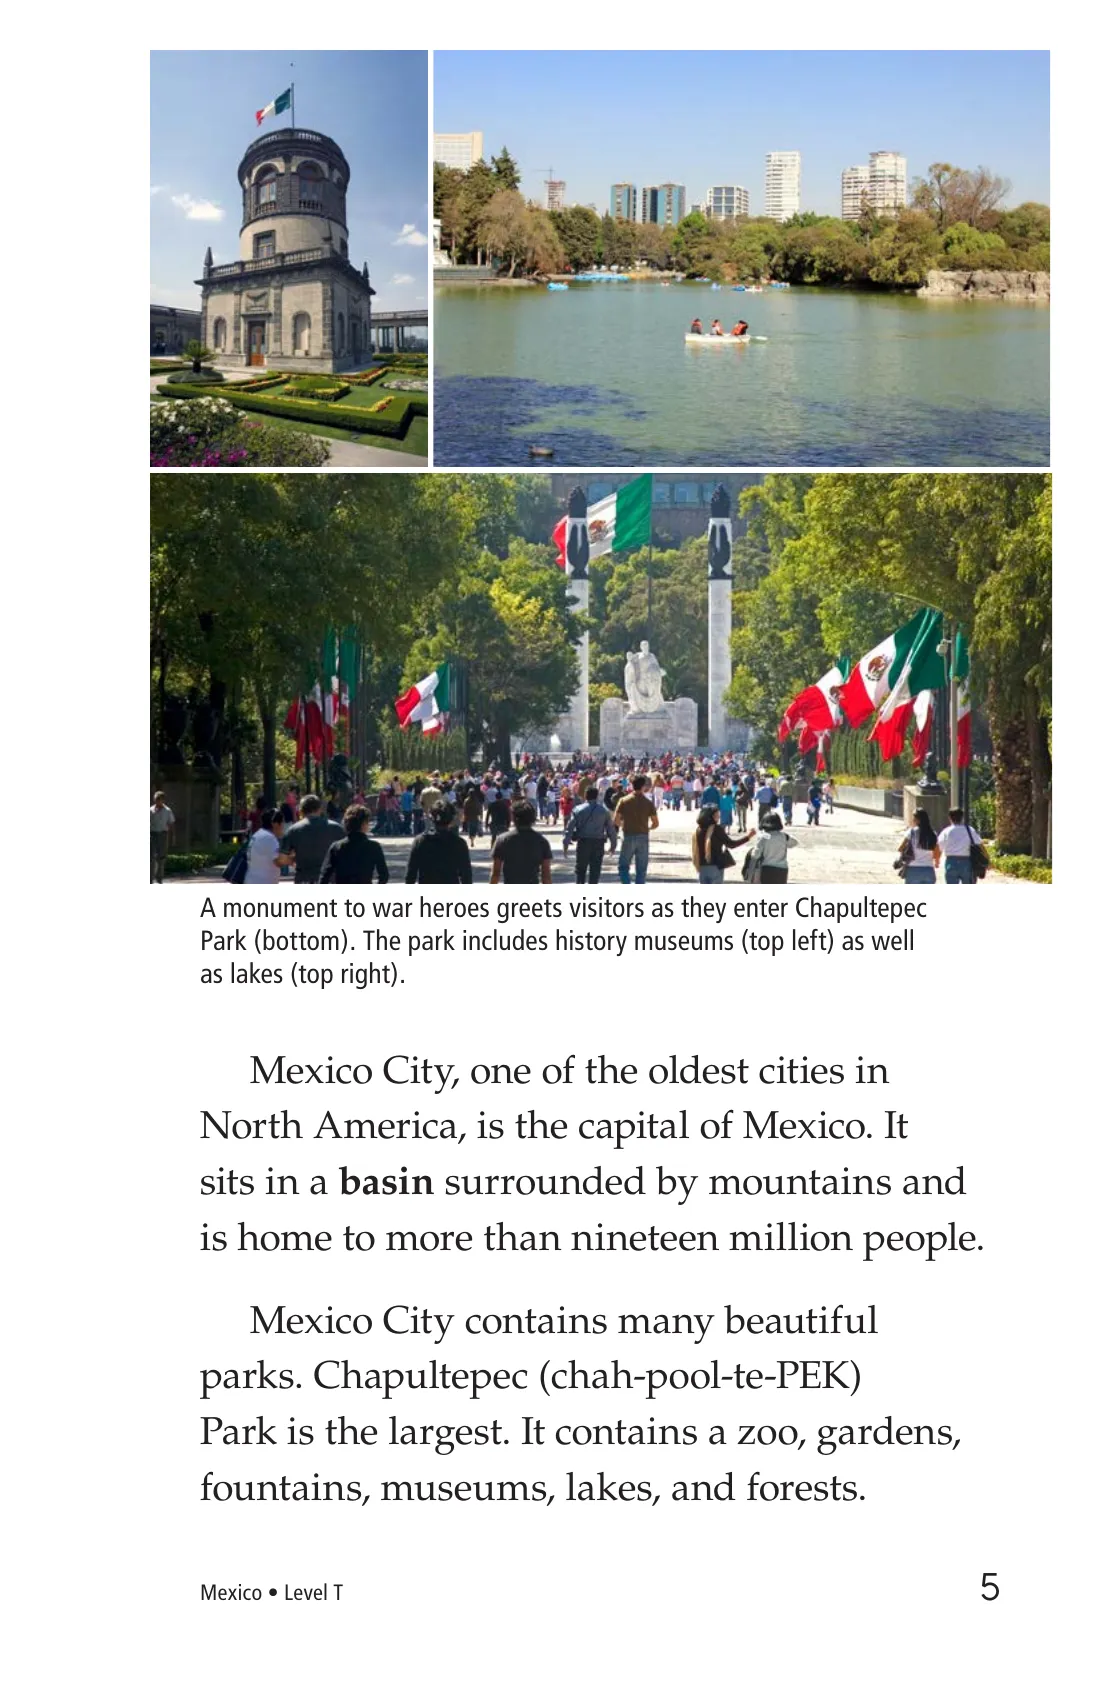 A monument to war heroes greets visitors as they enter Chapultepec
Park (bottom). The park includes history museums (top left) as well
as lakes (top right).
Mexico City, one of the oldest cities in
North America, is the capital of Mexico. It
sits in a basin surrounded by mountains and
is home to more than nineteen million people.
Mexico City contains many beautiful
parks. Chapultepec (chah-pool-te-PEK)
Park is the largest. It contains a zoo, gardens,
fountains, museums, lakes, and forests.
Mexico • Level T
5